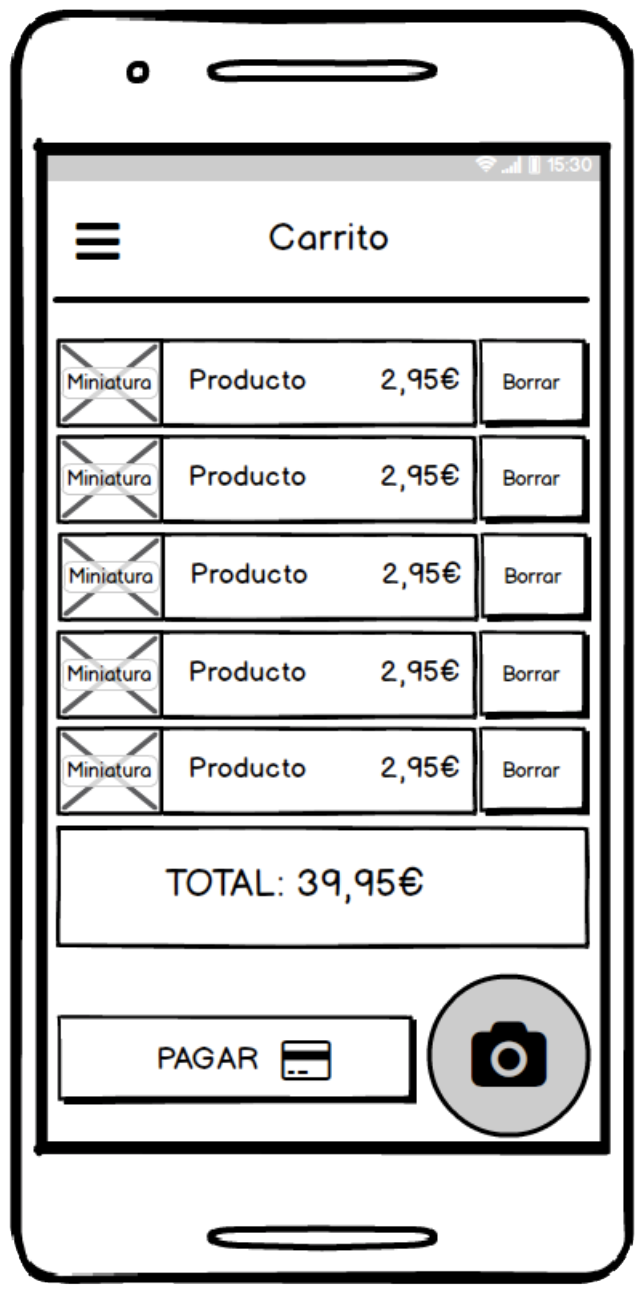 15:30
Carrito
Miniatura Producto 2,95€ Borrar
Miniatura Producto 2,95€ Borrar
Miniatura Producto 2,95€ Borrar
Miniatura Producto 2,95€ Borrar
Miniatura Producto 2,95€ Borrar
TOTAL: 39,95€
PAGAR